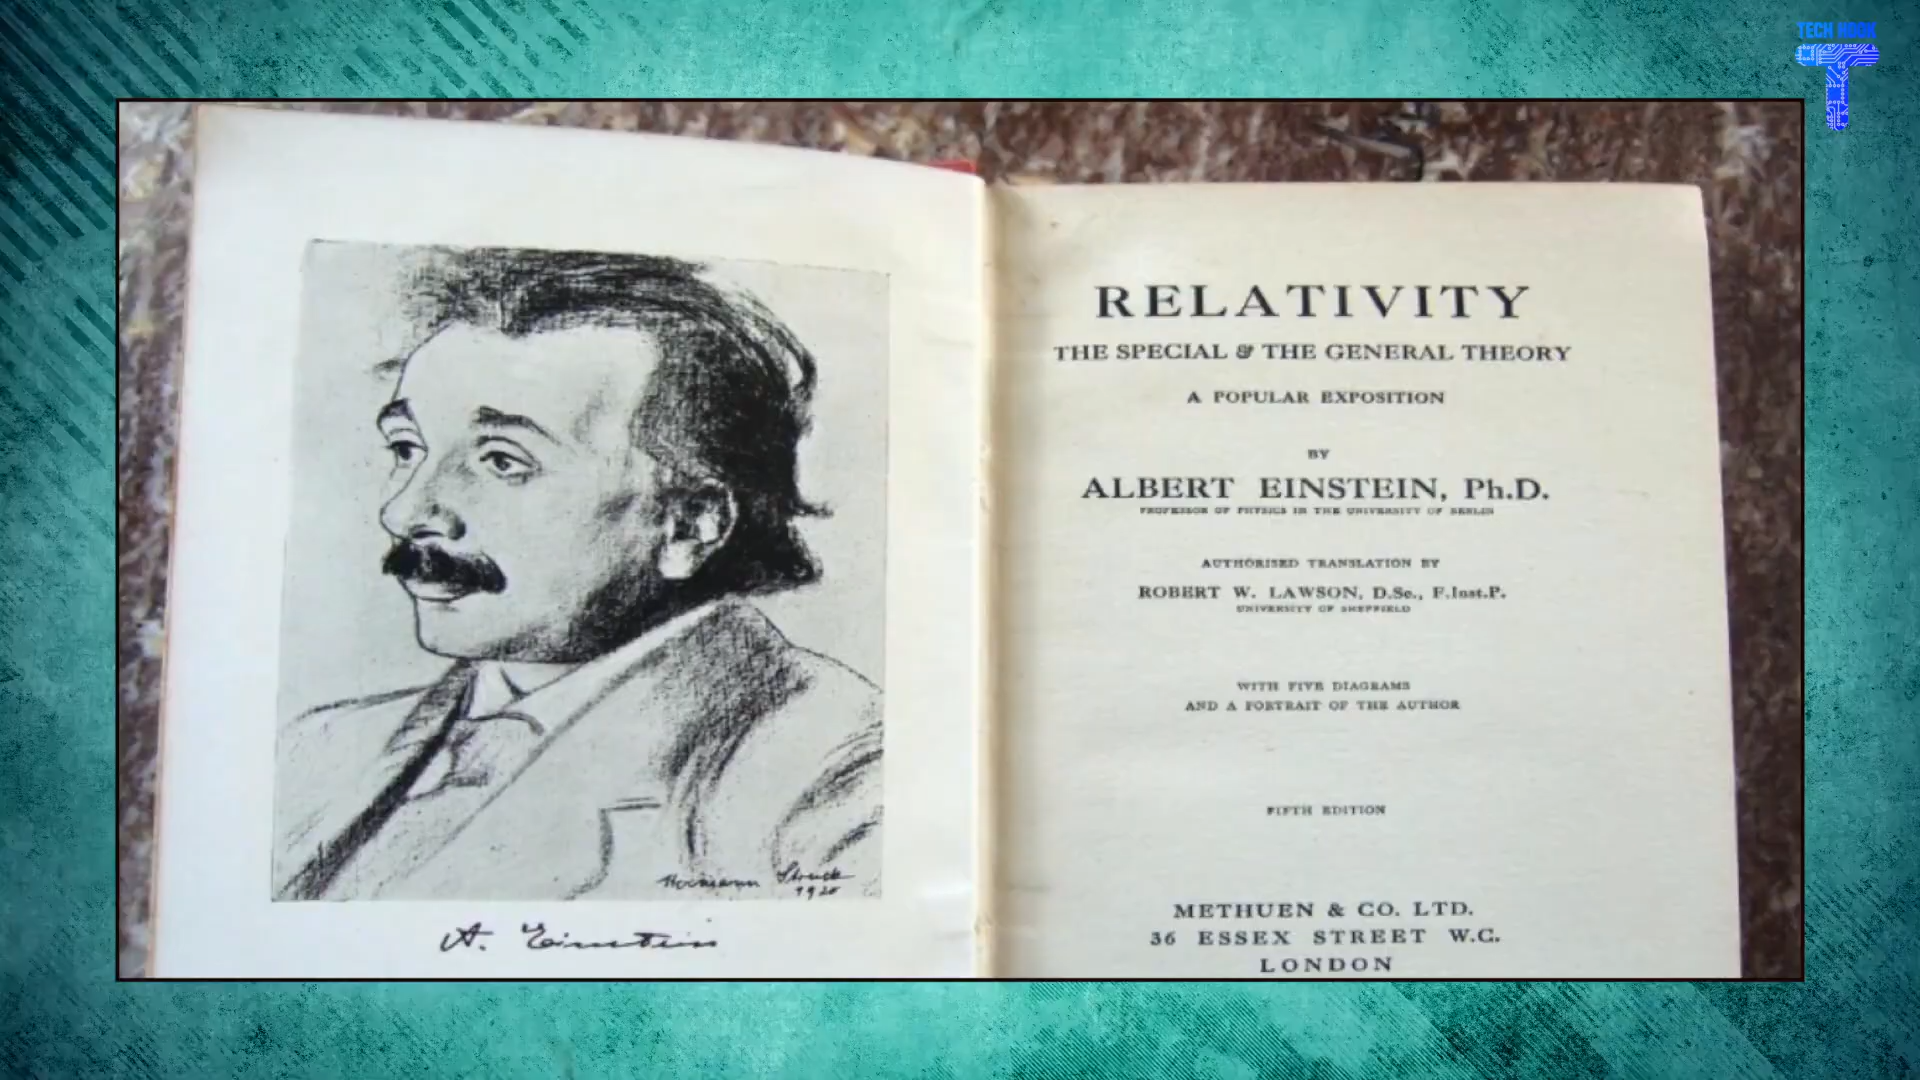 TECH HOOK
Hermann Struck
1920
A. Einstein
RELATIVITY
THE SPECIAL & THE GENERAL THEORY
A POPULAR EXPOSITION
BY
ALBERT EINSTEIN, Ph.D.
PROFESSOR OF PHYSICS IN THE UNIVERSITY OF BERLIN
AUTHORISED TRANSLATION BY
ROBERT W. LAWSON, D.Sc., F.Inst.P.
UNIVERSITY OF SHEFFIELD
WITH FIVE DIAGRAMS
AND A PORTRAIT OF THE AUTHOR
FIFTH EDITION
METHUEN & CO. LTD.
36 ESSEX STREET W.C.
LONDON